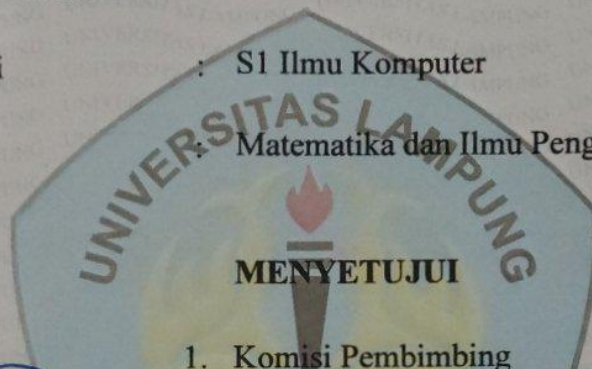 : S1 Ilmu Komputer
UNIVERSITAS LAMPUNG
: Matematika dan Ilmu Peng
MENYETUJUI
1. Komisi Pembimbing